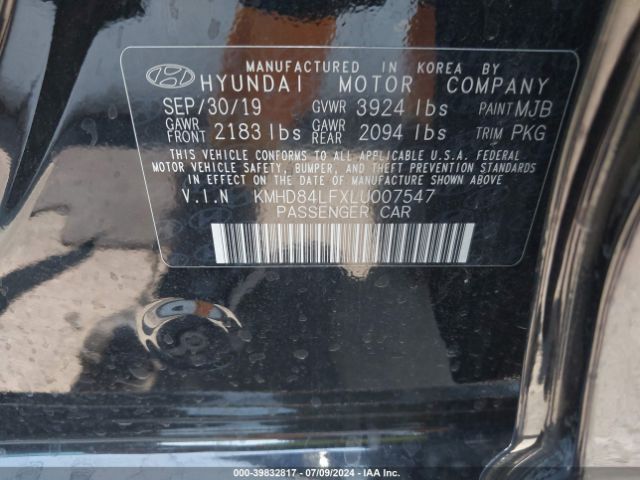 MANUFACTURED IN KOREA BY
HYUNDAI MOTOR COMPANY
SEP/30/19 GVWR 3924 lbs PAINT MJB
GAWR FRONT 2183 lbs GAWR REAR 2094 lbs TRIM PKG
THIS VEHICLE CONFORMS TO ALL APPLICABLE U.S.A. FEDERAL
MOTOR VEHICLE SAFETY, BUMPER, AND THEFT PREVENTION STANDARDS
IN EFFECT ON THE DATE OF MANUFACTURE SHOWN ABOVE.
V.I.N KMHD84LFXLU007547
PASSENGER CAR
000-39832817 - 07/09/2024 - IAA Inc.